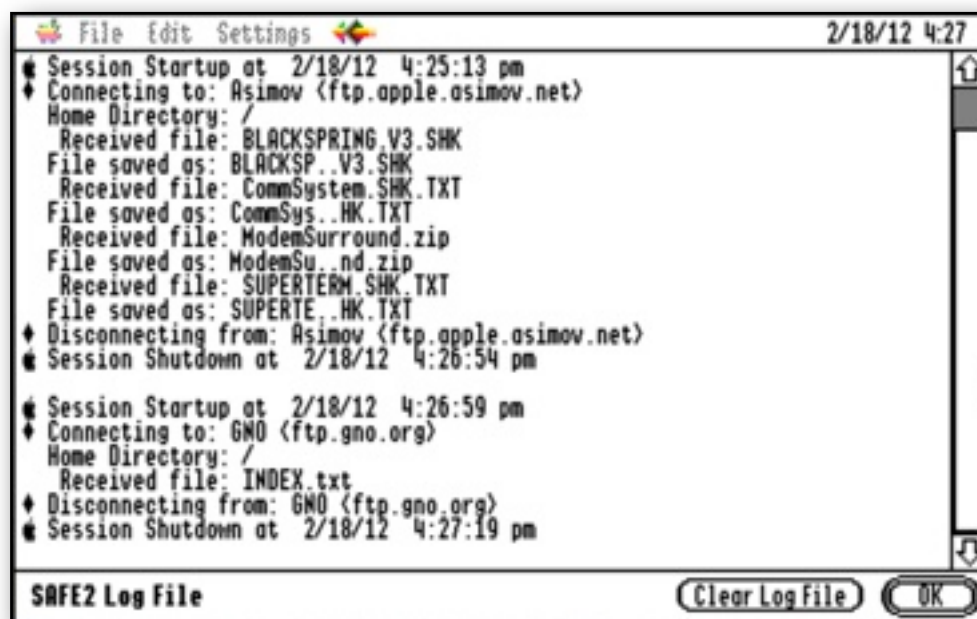 File Edit Settings 2/18/12 4:27
Session Startup at 2/18/12 4:25:13 pm
Connecting to: Asimov <ftp.apple.asimov.net>
Home Directory: /
Received file: BLACKSPRING.V3.SHK
File saved as: BLACKSP..V3.SHK
Received file: CommSystem.SHK.TXT
File saved as: CommSys..HK.TXT
Received file: ModemSurround.zip
File saved as: ModemSu..nd.zip
Received file: SUPERTERM.SHK.TXT
File saved as: SUPERTE..HK.TXT
Disconnecting from: Asimov <ftp.apple.asimov.net>
Session Shutdown at 2/18/12 4:26:54 pm
Session Startup at 2/18/12 4:26:59 pm
Connecting to: GNO <ftp.gno.org>
Home Directory: /
Received file: INDEX.txt
Disconnecting from: GNO <ftp.gno.org>
Session Shutdown at 2/18/12 4:27:19 pm
SAFE2 Log File Clear Log File OK